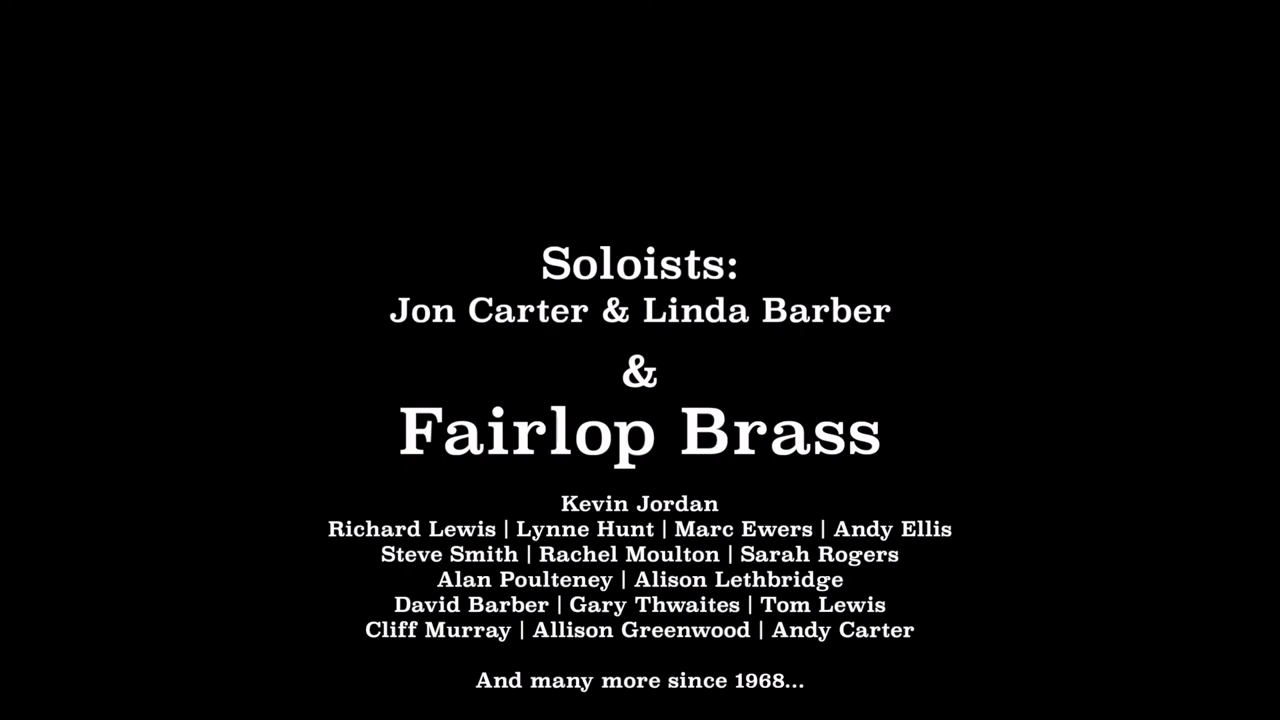 Soloists:
Jon Carter & Linda Barber
&
Fairlop Brass
Kevin Jordan
Richard Lewis | Lynne Hunt | Marc Ewers | Andy Ellis
Steve Smith | Rachel Moulton | Sarah Rogers
Alan Poulteney | Alison Lethbridge
David Barber | Gary Thwaites | Tom Lewis
Cliff Murray | Allison Greenwood | Andy Carter
And many more since 1968...